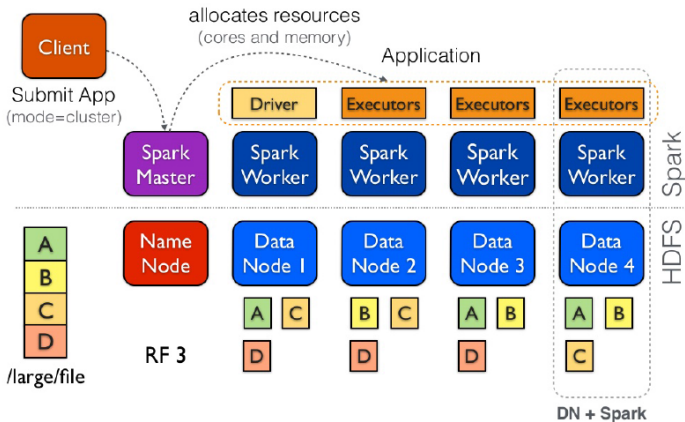 allocates resources
(cores and memory)
Client
Application
Submit App
(mode=cluster)
Driver
Executors
Executors
Executors
Spark
Master
Spark
Worker
Spark
Worker
Spark
Worker
Spark
Worker
Spark
HDFS
Name
Node
Data
Node 1
Data
Node 2
Data
Node 3
Data
Node 4
A
B
C
D
/large/file
RF 3
A C
D
B C
D
A B
D
A B
C
DN + Spark